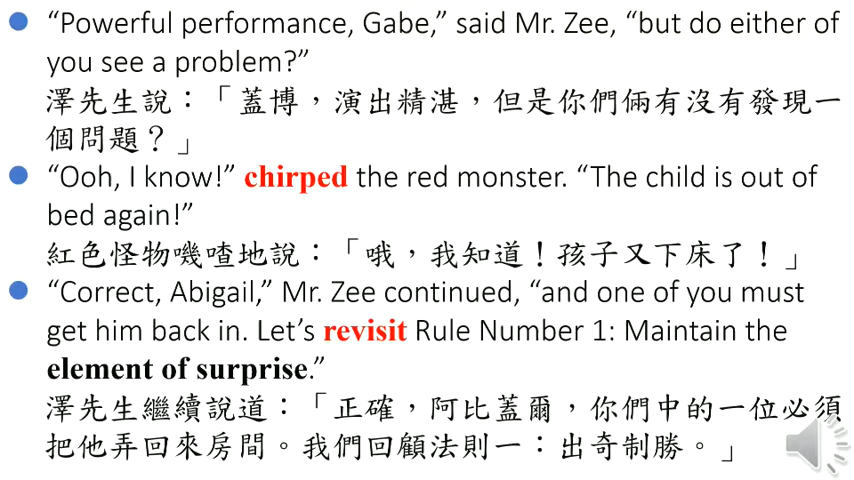 “Powerful performance, Gabe,” said Mr. Zee, “but do either of
you see a problem?”
澤先生說：「蓋博，演出精湛，但是你們倆有沒有發現一
個問題？」
“Ooh, I know!” chirped the red monster. “The child is out of
bed again!”
紅色怪物嘰喳地說：「哦，我知道！孩子又下床了！」
“Correct, Abigail,” Mr. Zee continued, “and one of you must
get him back in. Let’s revisit Rule Number 1: Maintain the
element of surprise.”
澤先生繼續說道：「正確，阿比蓋爾，你們中的一位必須
把他弄回來房間。我們回顧法則一：出奇制勝。」